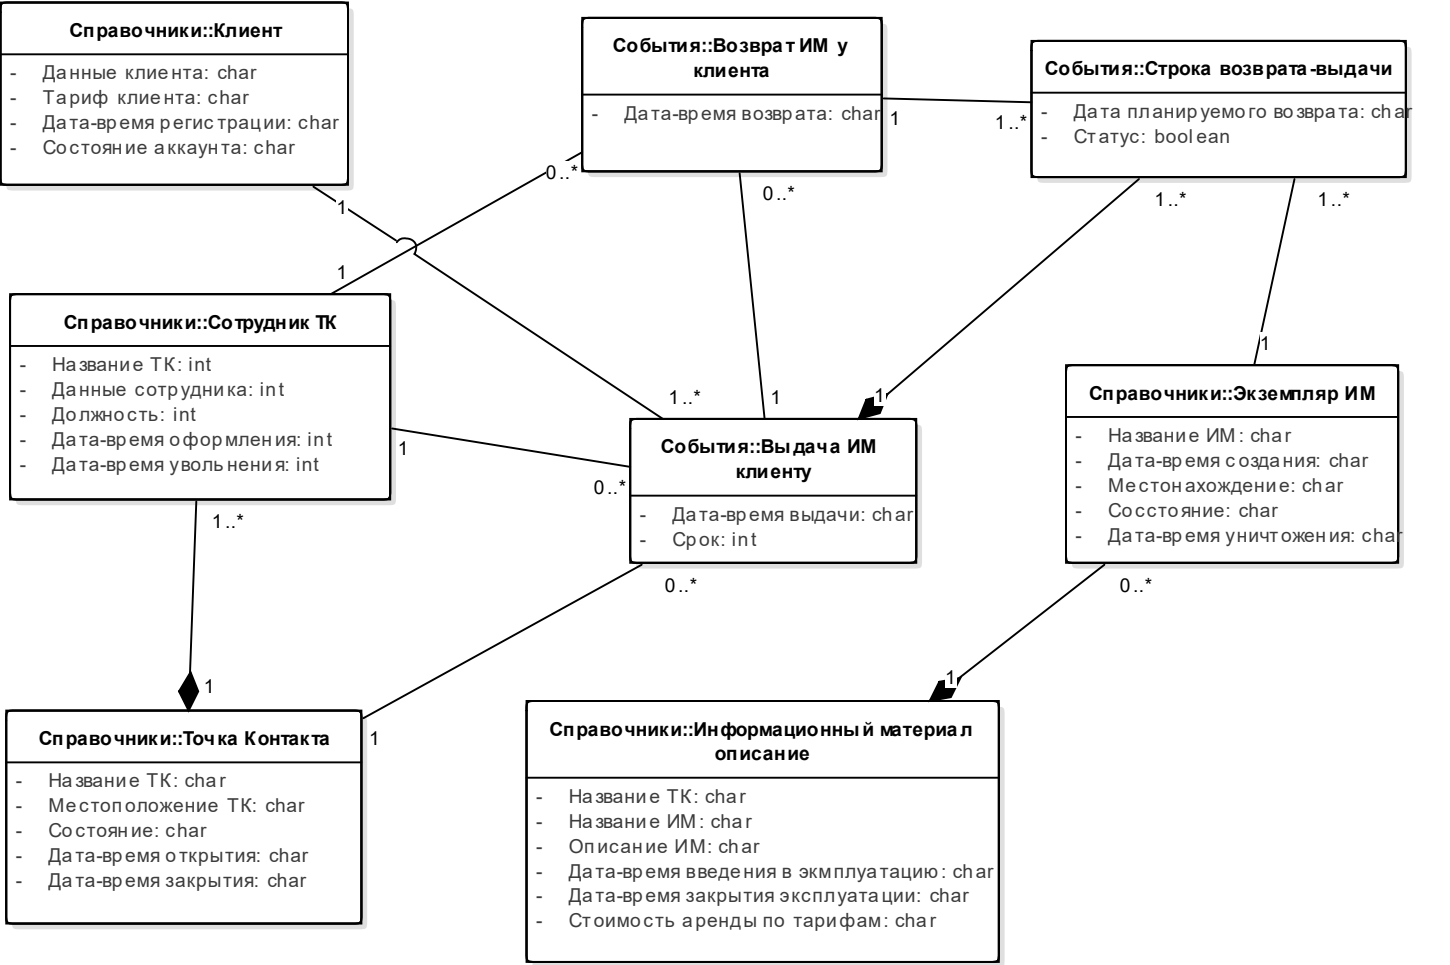 Справочники::Клиент
- Данные клиента: char
- Тариф клиента: char
- Дата-время регистрации: char
- Состояние аккаунта: char
События::Возврат ИМ у
клиента
- Дата-время возврата: char
События::Строка возврата-выдачи
- Дата планируемого возврата: char
- Статус: boolean
1
1..*
0..*
0..*
1..*
1..*
1
1
Справочники::Сотрудник ТК
- Название ТК: int
- Данные сотрудника: int
- Должность: int
- Дата-время оформления: int
- Дата-время увольнения: int
1
Справочники::Экземпляр ИМ
- Название ИМ: char
- Дата-время создания: char
- Местонахождение: char
- Сосстояние: char
- Дата-время уничтожения: char
1..*
1
1
События::Выдача ИМ
клиенту
- Дата-время выдачи: char
- Срок: int
1
0..*
1..*
0..*
0..*
1
1
1
Справочники::Точка Контакта
- Название ТК: char
- Местоположение ТК: char
- Состояние: char
- Дата-время открытия: char
- Дата-время закрытия: char
Справочники::Информационный материал
описание
- Название ТК: char
- Название ИМ: char
- Описание ИМ: char
- Дата-время введения в экмплуатацию: char
- Дата-время закрытия эксплуатации: char
- Стоимость аренды по тарифам: char